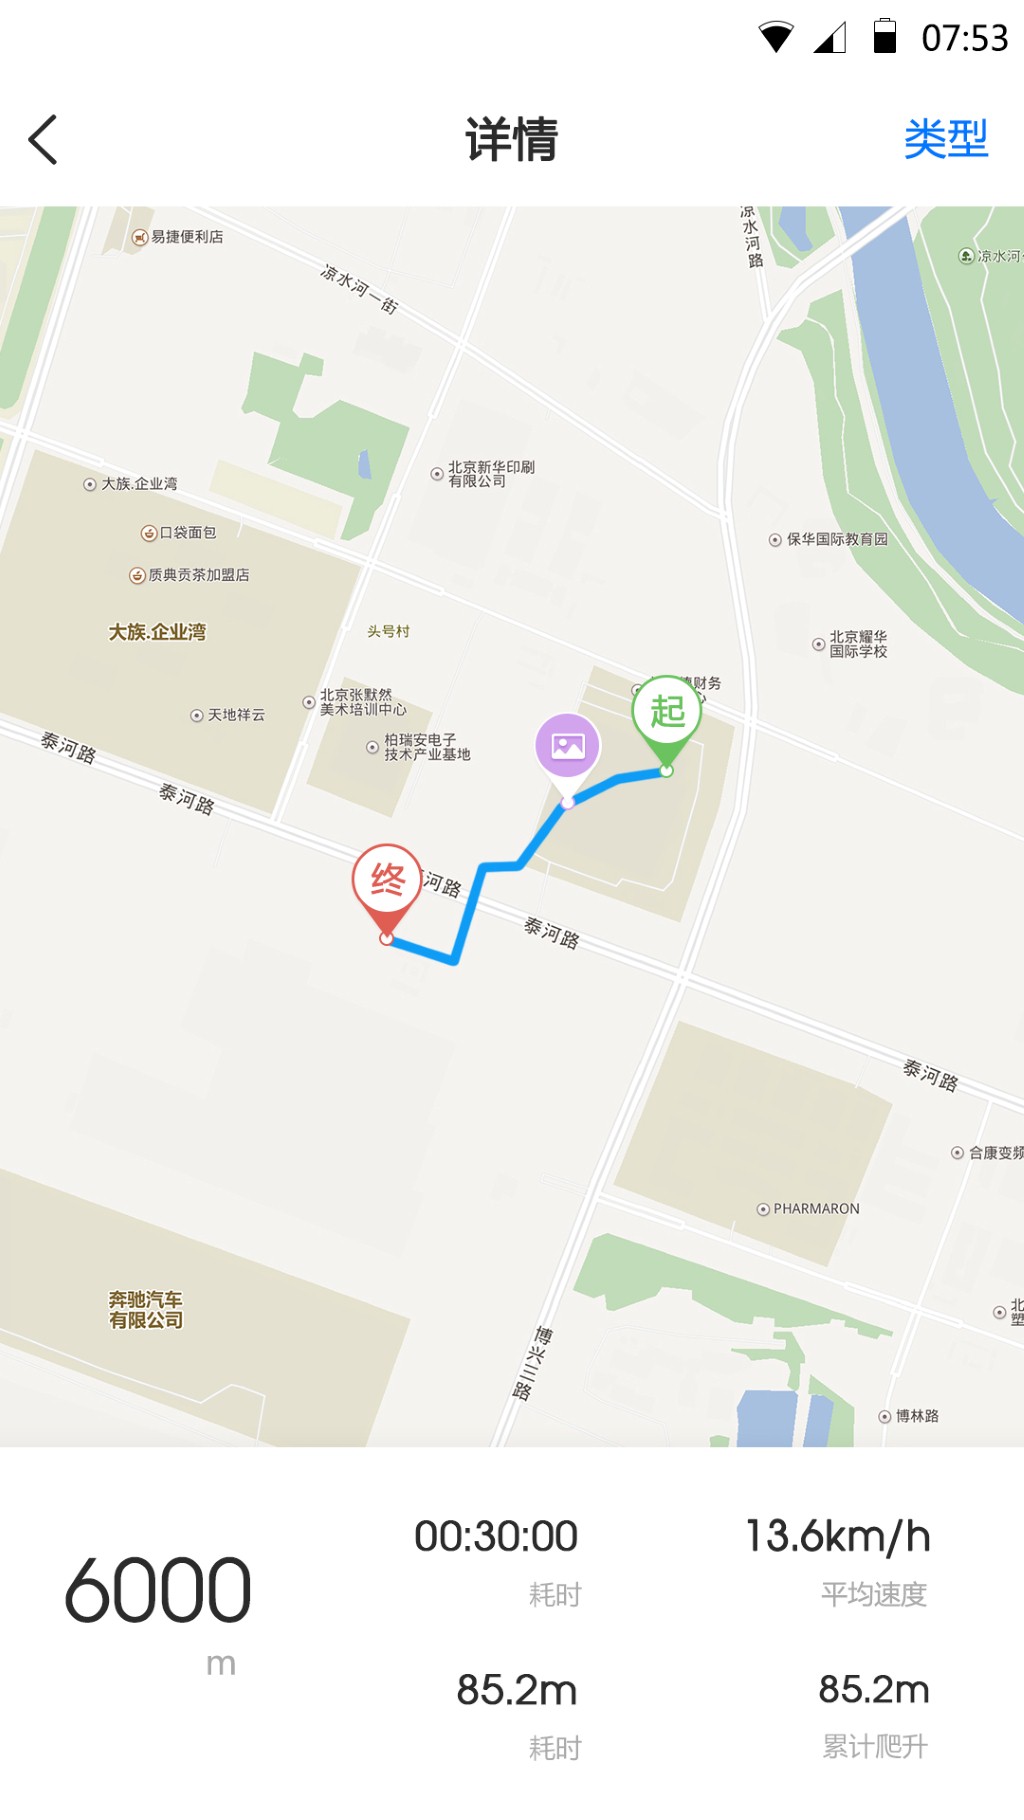 07:53
详情
类型
易捷便利店
凉水河一街
凉水河路
凉水河
北京新华印刷
有限公司
大族.企业湾
口袋面包
保华国际教育园
质典贡茶加盟店
大族.企业湾
头号村
北京耀华
国际学校
财务
起
北京张默然
美术培训中心
天地祥云
柏瑞安电子
技术产业基地
泰河路
泰河路
终
河路
泰河路
泰河路
合康变频
PHARMARON
奔驰汽车
有限公司
北
塑
博兴三路
博林路
6000
m
00:30:00
耗时
13.6km/h
平均速度
85.2m
耗时
85.2m
累计爬升